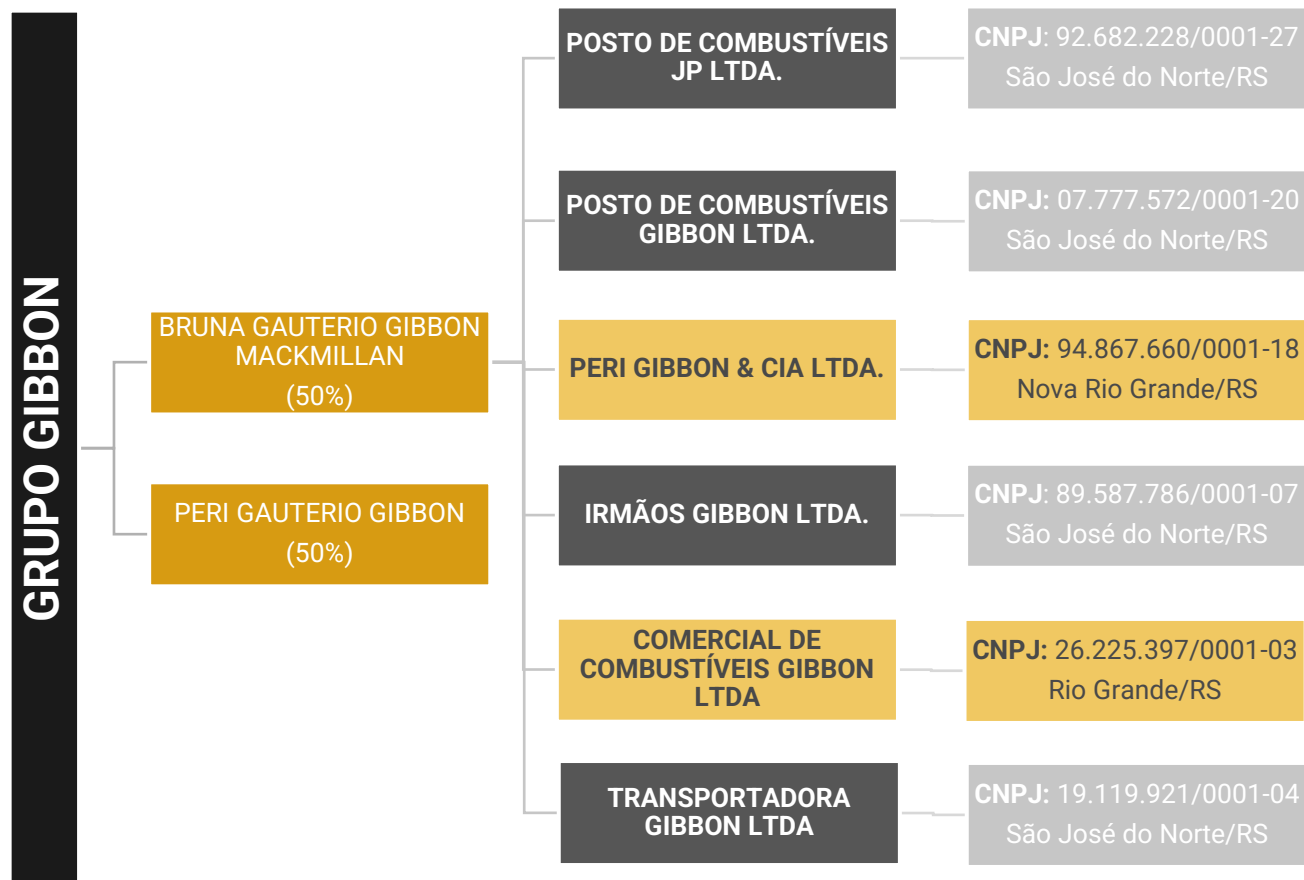 GRUPO GIBBON
BRUNA GAUTERIO GIBBON
MACKMILLAN
(50%)
PERI GAUTERIO GIBBON
(50%)
POSTO DE COMBUSTÍVEIS
JP LTDA.
CNPJ: 92.682.228/0001-27
São José do Norte/RS
POSTO DE COMBUSTÍVEIS
GIBBON LTDA.
CNPJ: 07.777.572/0001-20
São José do Norte/RS
PERI GIBBON & CIA LTDA.
CNPJ: 94.867.660/0001-18
Nova Rio Grande/RS
IRMÃOS GIBBON LTDA.
CNPJ: 89.587.786/0001-07
São José do Norte/RS
COMERCIAL DE
COMBUSTÍVEIS GIBBON
LTDA
CNPJ: 26.225.397/0001-03
Rio Grande/RS
TRANSPORTADORA
GIBBON LTDA
CNPJ: 19.119.921/0001-04
São José do Norte/RS